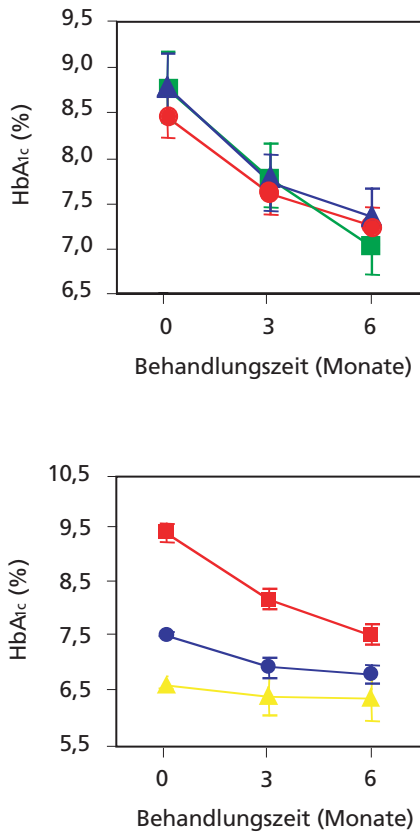 9,5
9,0
8,5
8,0
7,5
7,0
6,5
HbA1c (%)
0 3 6
Behandlungszeit (Monate)
10,5
9,5
8,5
7,5
6,5
5,5
HbA1c (%)
0 3 6
Behandlungszeit (Monate)